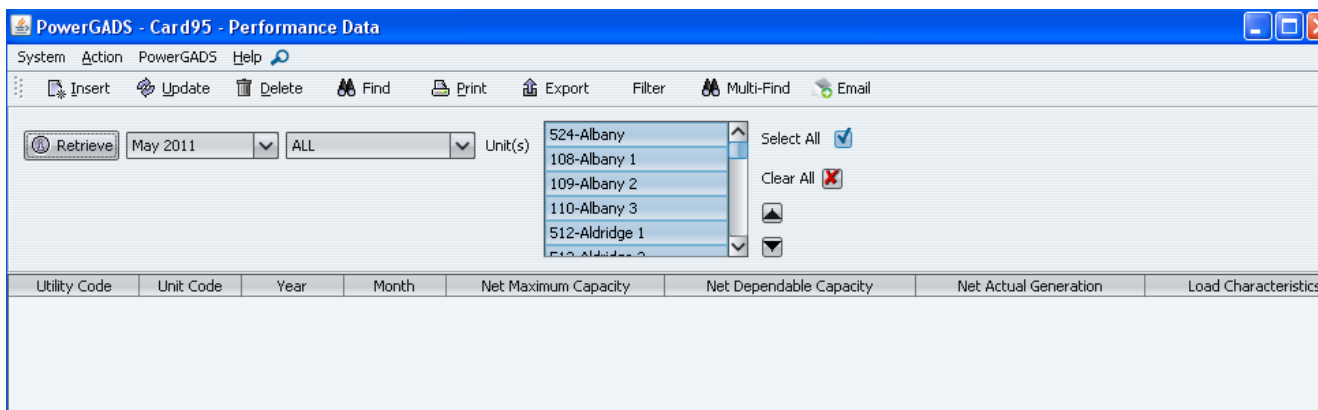 PowerGADS - Card95 - Performance Data
System Action PowerGADS Help
Insert Update Delete Find Print Export Filter Multi-Find Email
Retrieve May 2011 ALL Unit(s)
524-Albany
108-Albany 1
109-Albany 2
110-Albany 3
512-Aldridge 1
Select All
Clear All
Utility Code Unit Code Year Month Net Maximum Capacity Net Dependable Capacity Net Actual Generation Load Characteristics